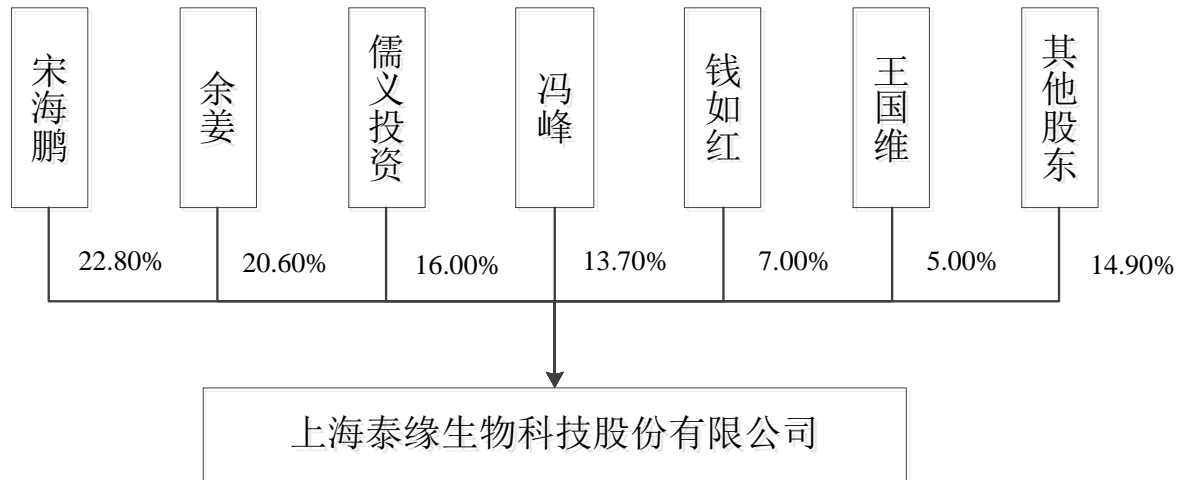 宋海鹏
余姜
儒义投资
冯峰
钱如红
王国维
其他股东
22.80%
20.60%
16.00%
13.70%
7.00%
5.00%
14.90%
上海泰缘生物科技股份有限公司